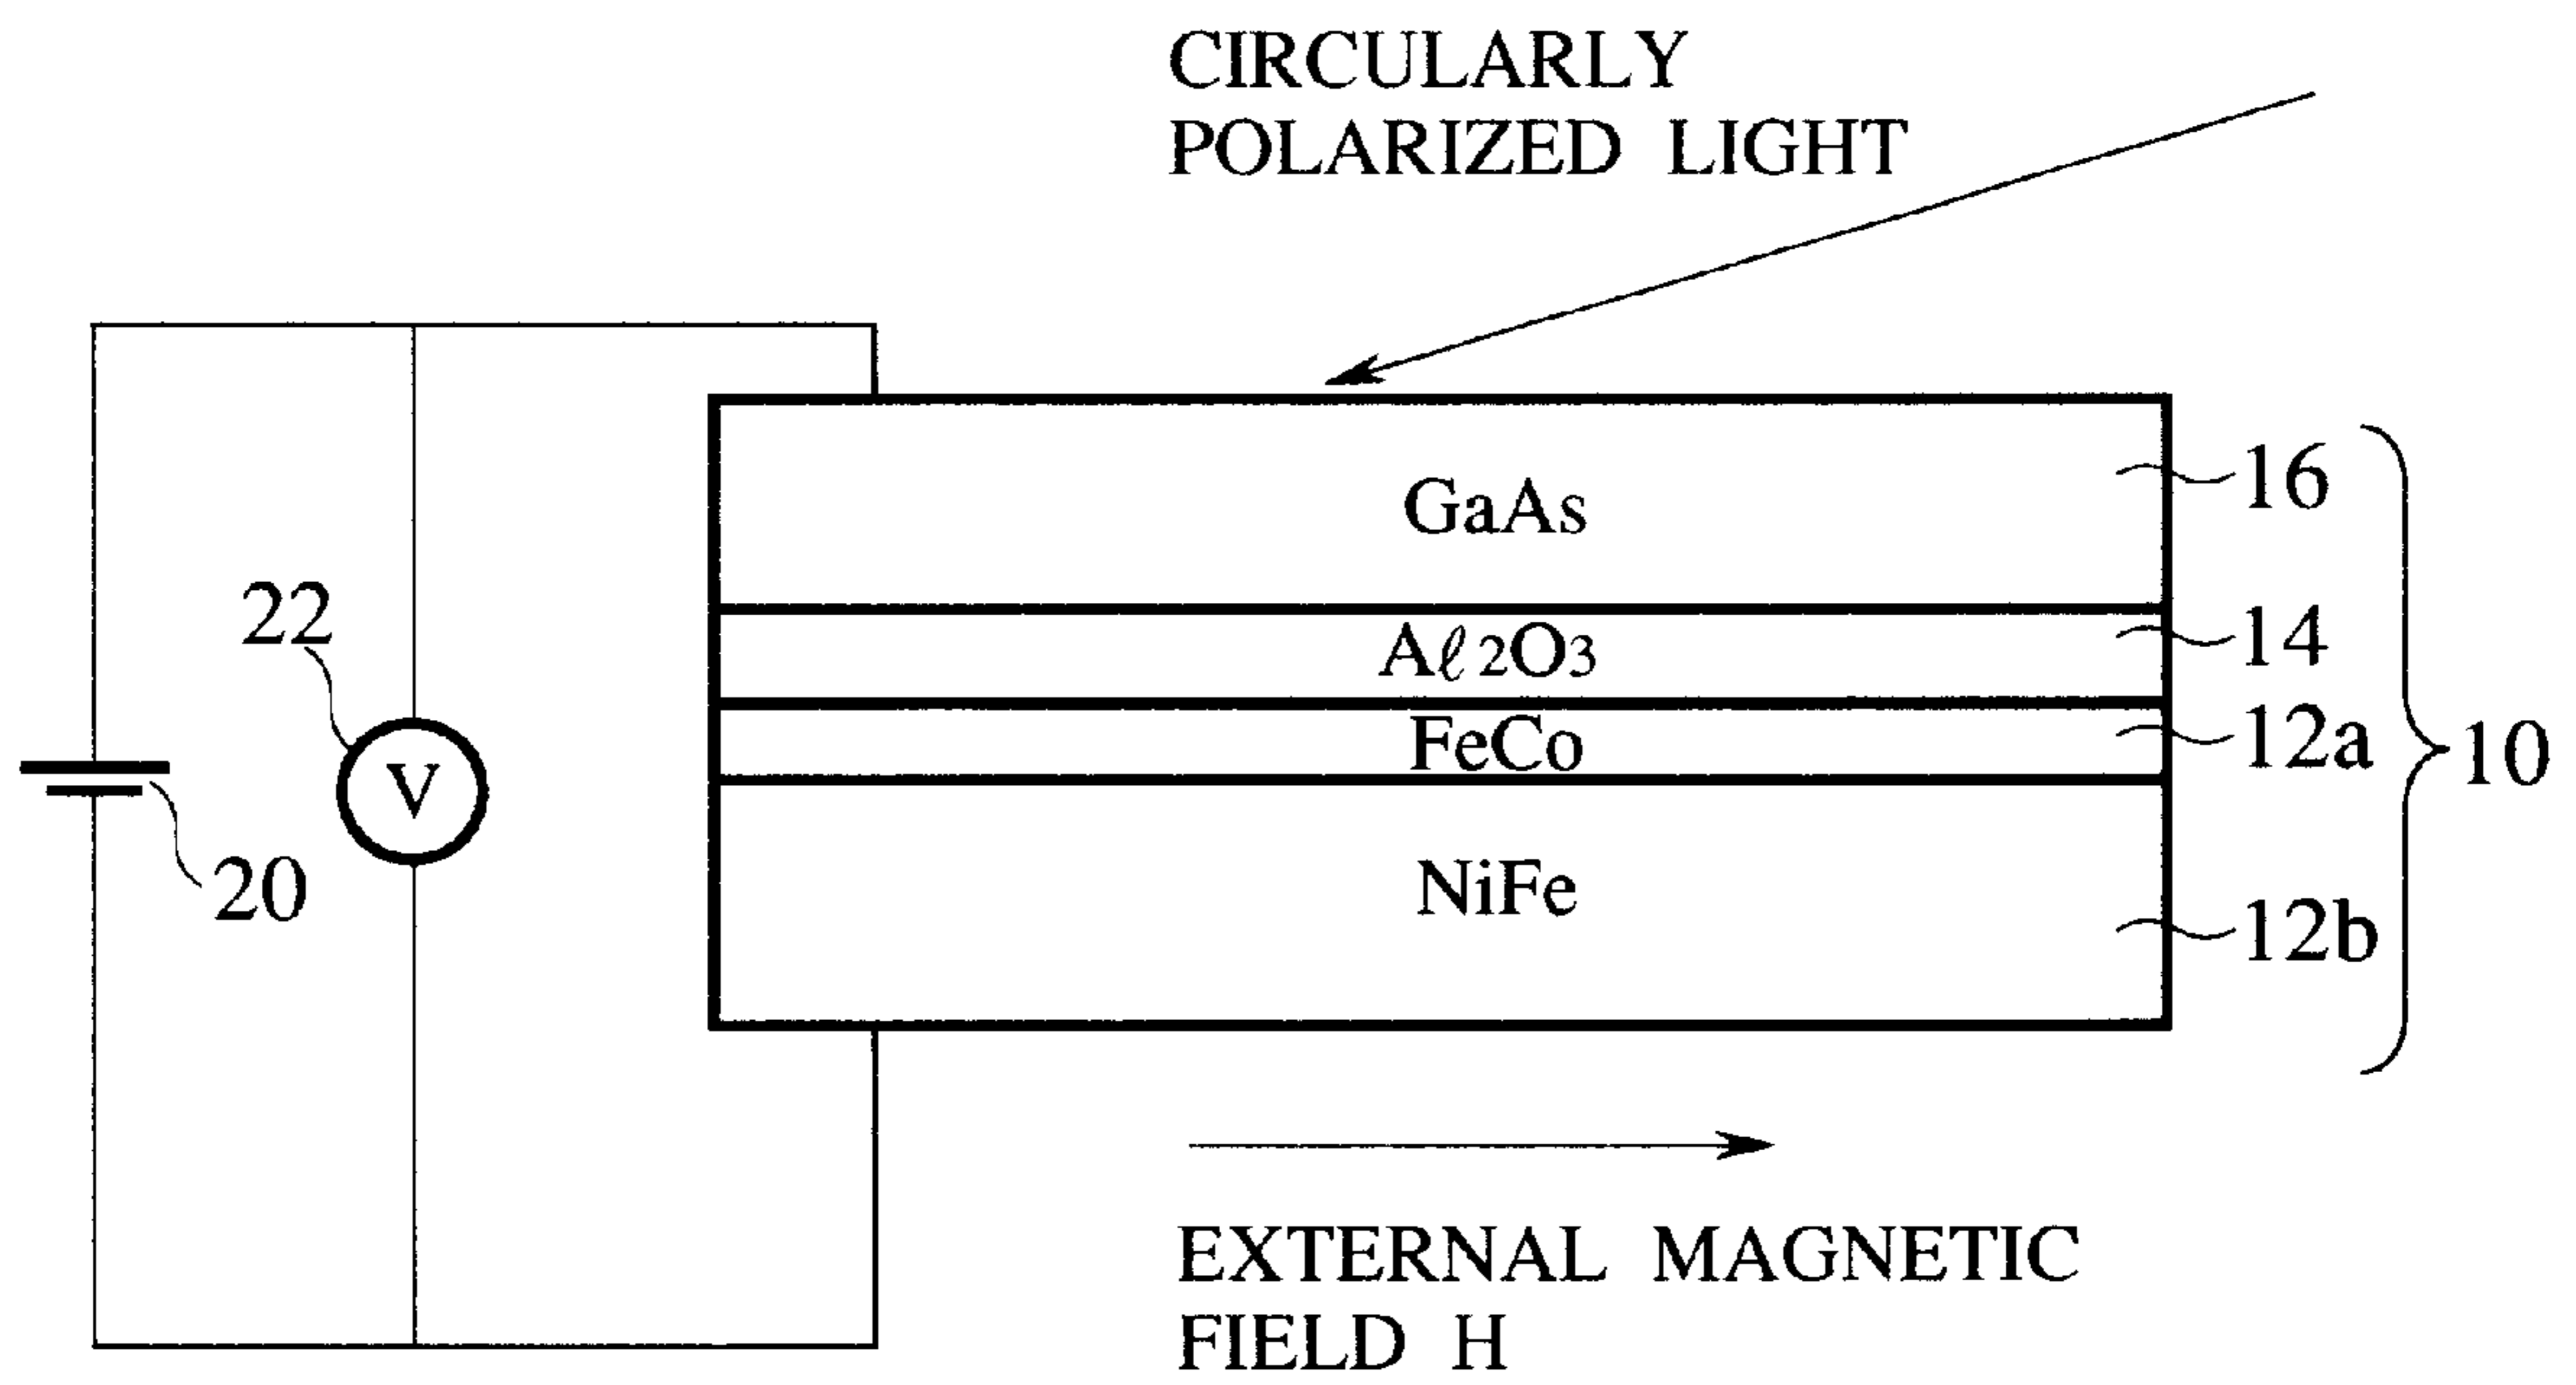 CIRCULARLY
POLARIZED LIGHT
GaAs
16
Aℓ2O3
14
FeCo
12a
10
NiFe
12b
22
V
20
EXTERNAL MAGNETIC
FIELD H